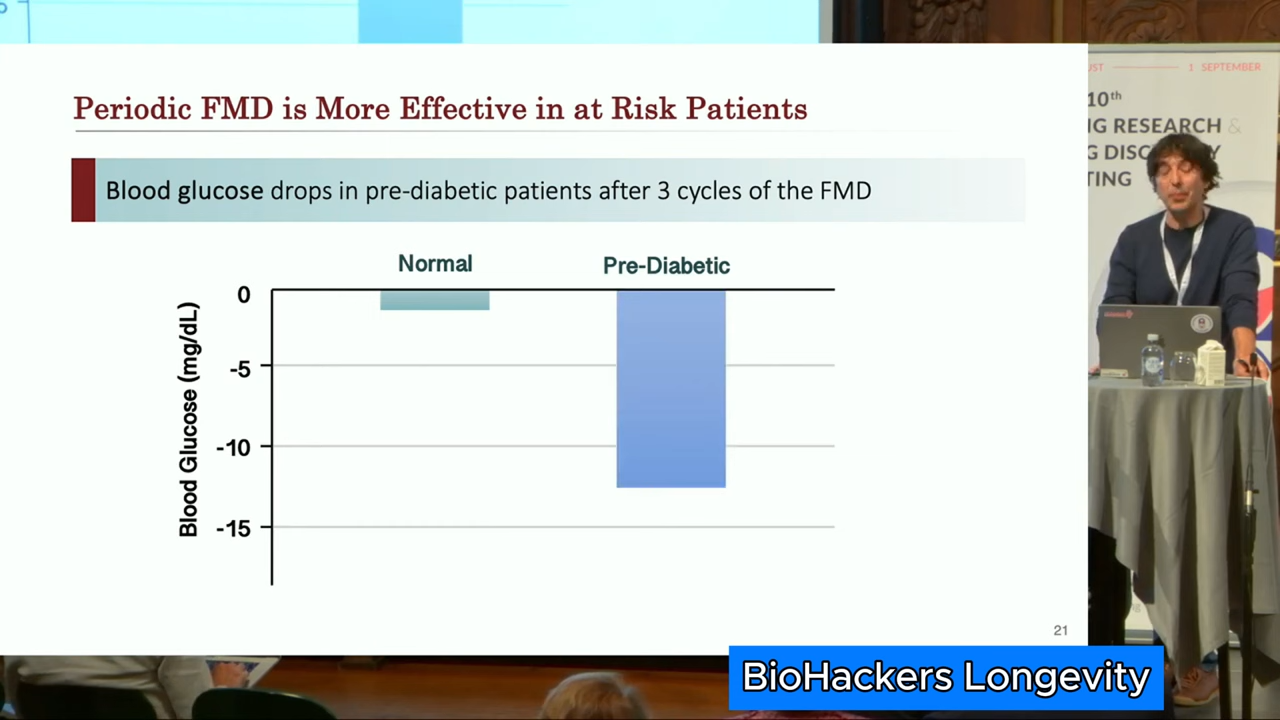 Periodic FMD is More Effective in at Risk Patients
Blood glucose drops in pre-diabetic patients after 3 cycles of the FMD
Normal
Pre-Diabetic
Blood Glucose (mg/dL)
0
-5
-10
-15
21
1 SEPTEMBER
10th
RESEARCH &
BioHackers Longevity